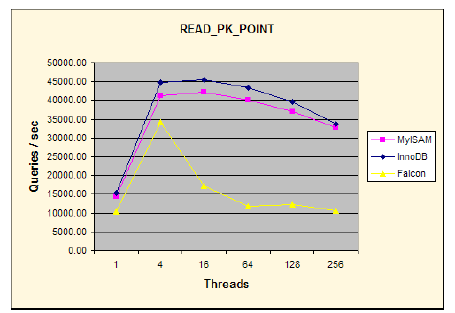 READ_PK_POINT
50000.00
45000.00
40000.00
35000.00
30000.00
25000.00
20000.00
15000.00
10000.00
5000.00
0.00
Queries / sec
1 4 16 64 128 256
Threads
MyISAM
InnoDB
Falcon